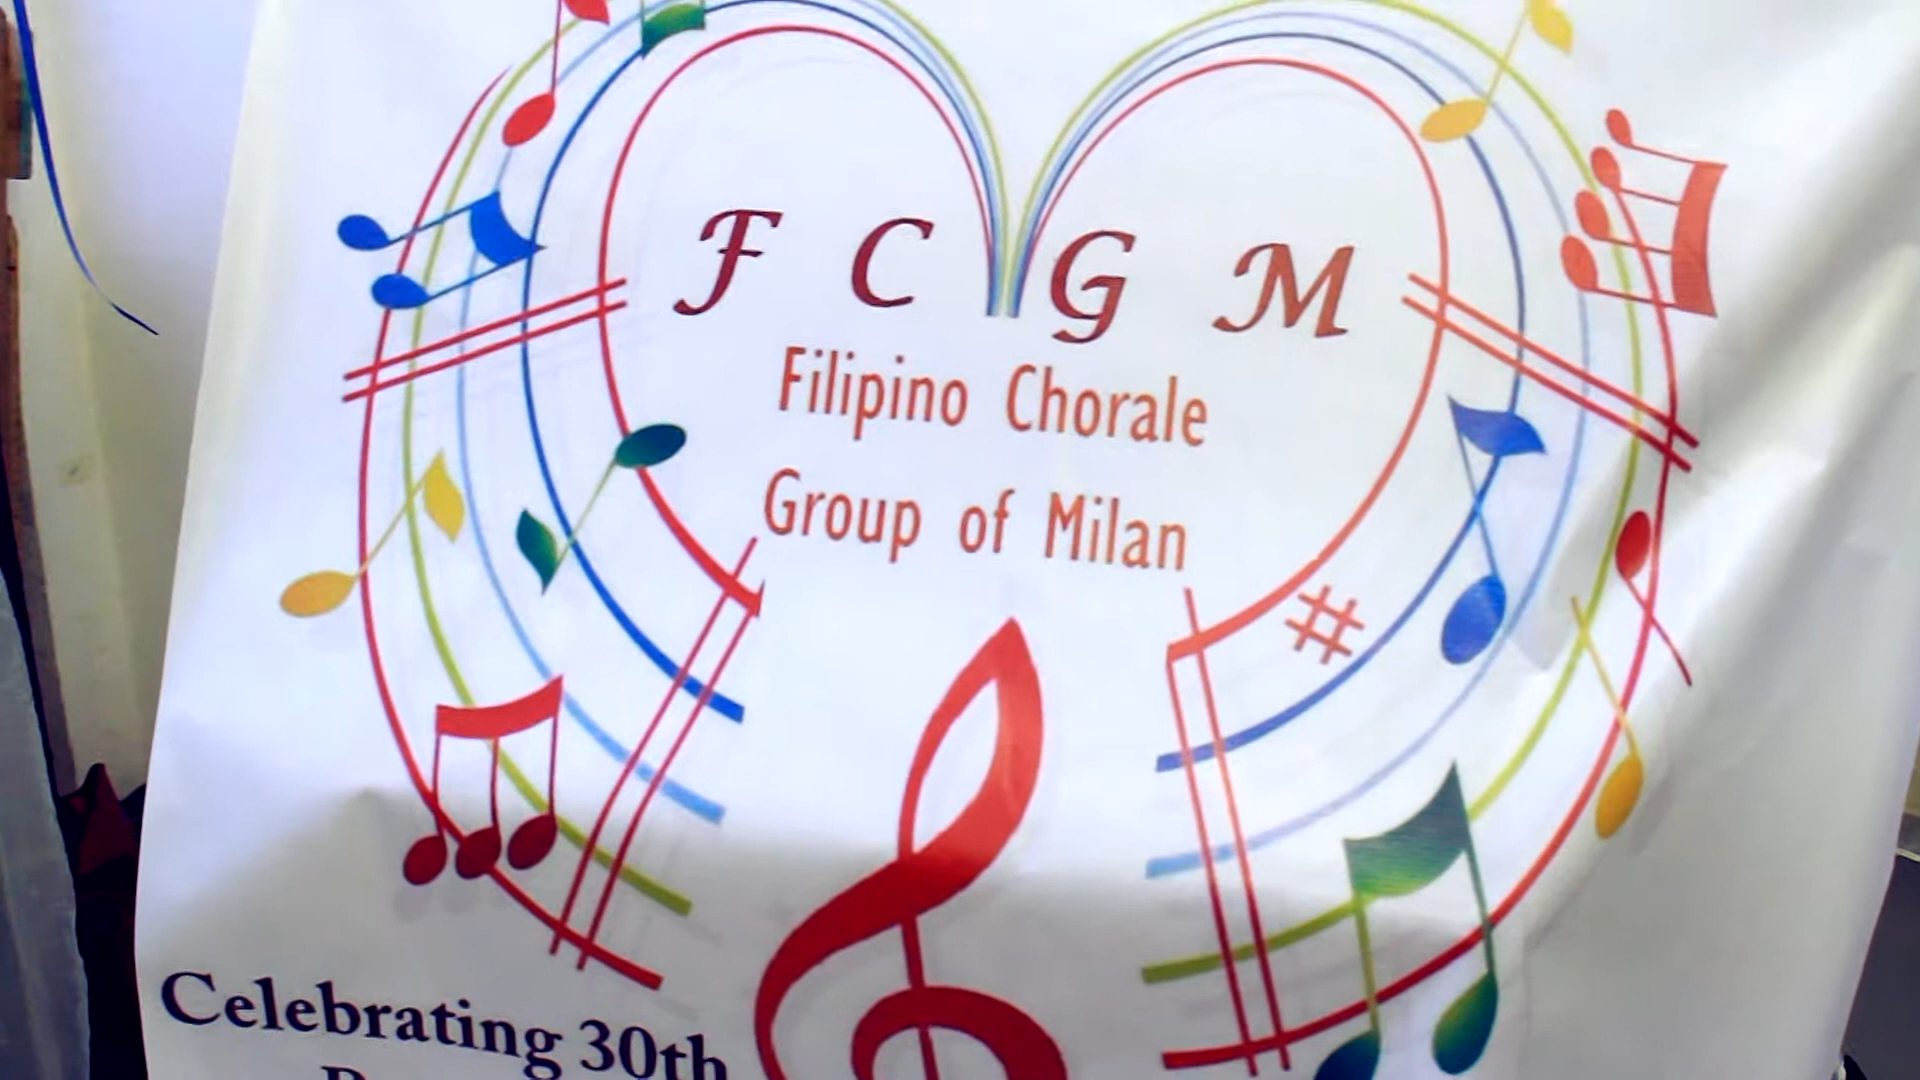 F C G M
Filipino Chorale
Group of Milan
Celebrating 30th